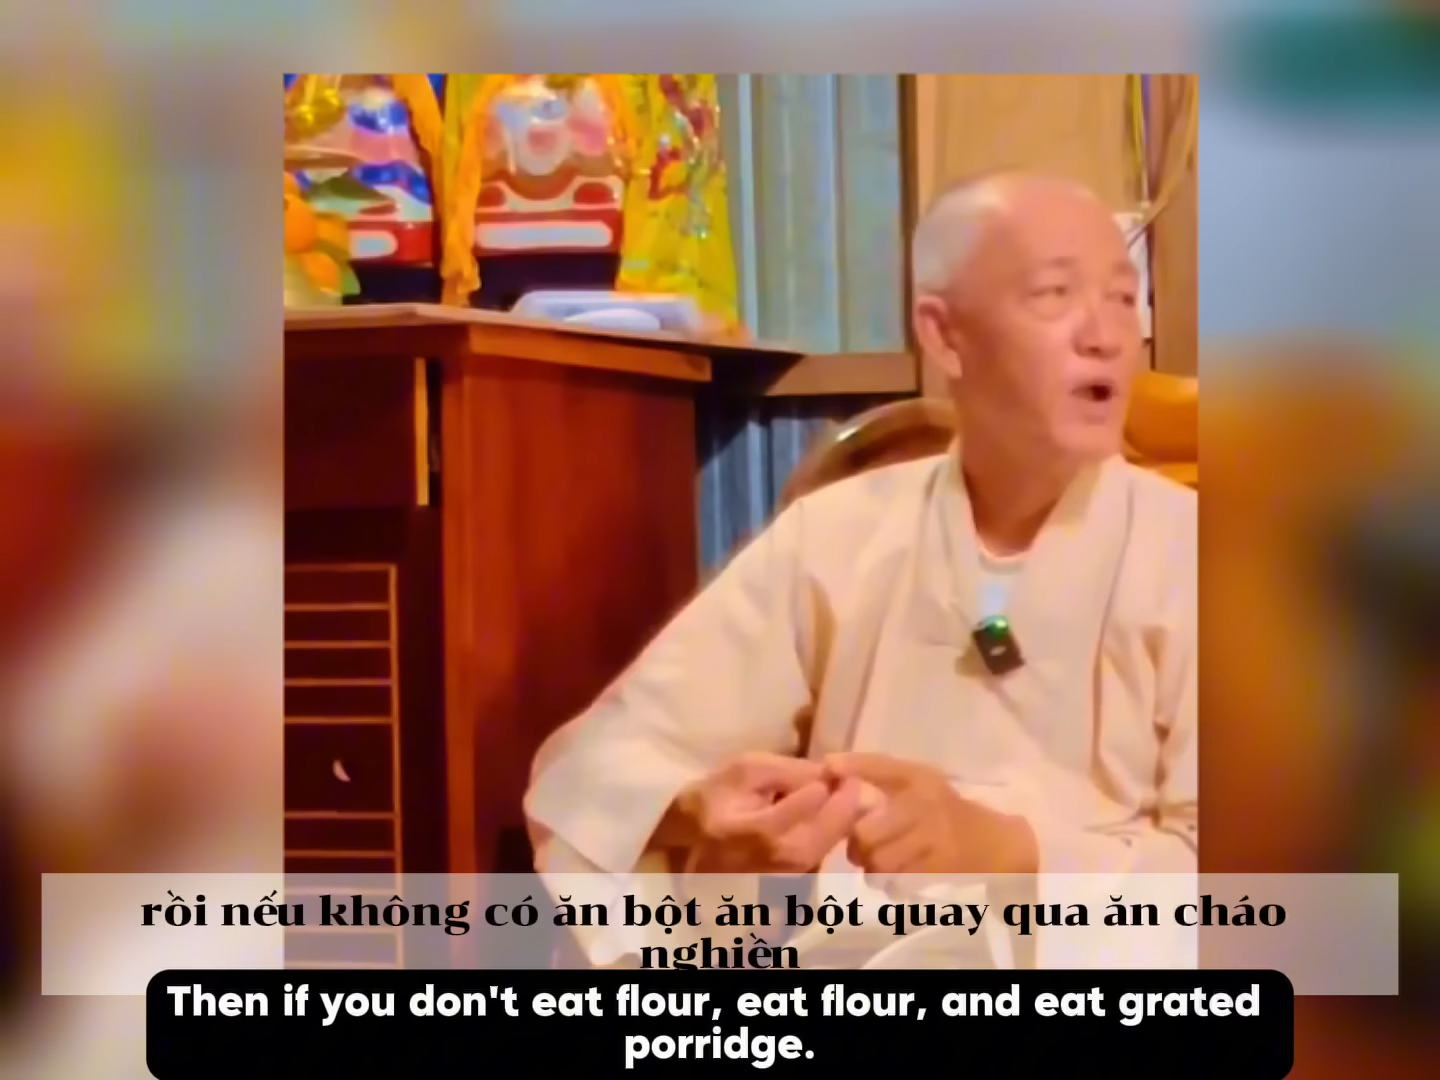 rồi nếu không có ăn bột ăn bột quay qua ăn cháo
nghiền
Then if you don't eat flour, eat flour, and eat grated
porridge.